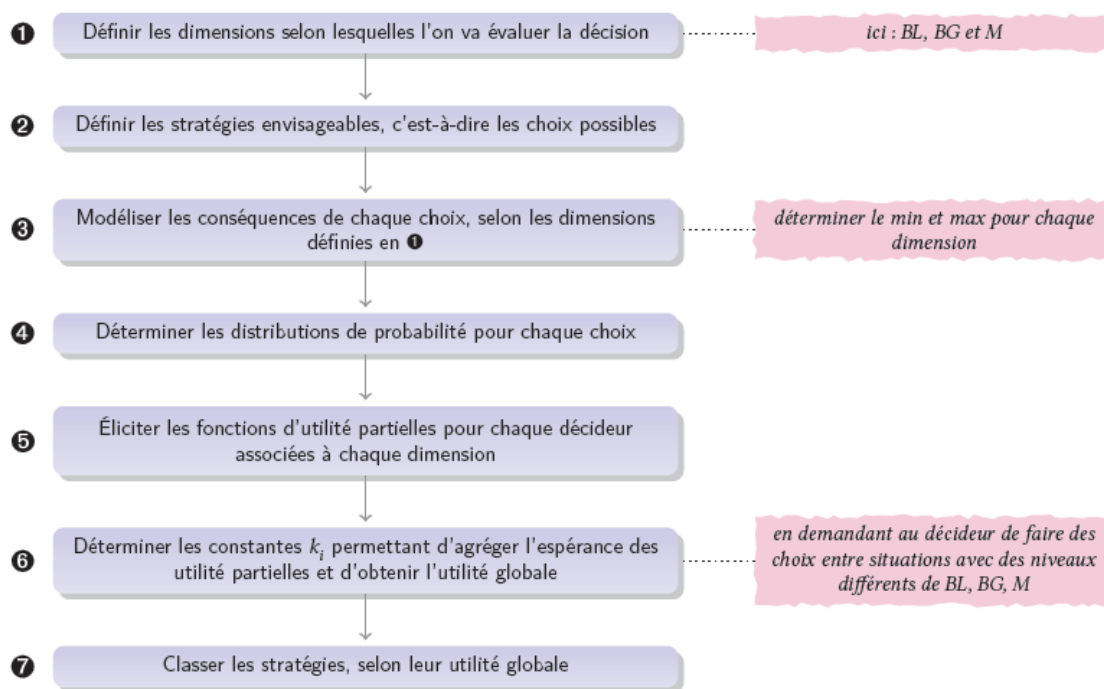 ❶ Définir les dimensions selon lesquelles l'on va évaluer la décision
ici : BL, BG et M
❷ Définir les stratégies envisageables, c'est-à-dire les choix possibles
❸ Modéliser les conséquences de chaque choix, selon les dimensions
définies en ❶
déterminer le min et max pour chaque
dimension
❹ Déterminer les distributions de probabilité pour chaque choix
❺ Éliciter les fonctions d'utilité partielles pour chaque décideur
associées à chaque dimension
❻ Déterminer les constantes kᵢ permettant d'agréger l'espérance des
utilité partielles et d'obtenir l'utilité globale
en demandant au décideur de faire des
choix entre situations avec des niveaux
différents de BL, BG, M
❼ Classer les stratégies, selon leur utilité globale